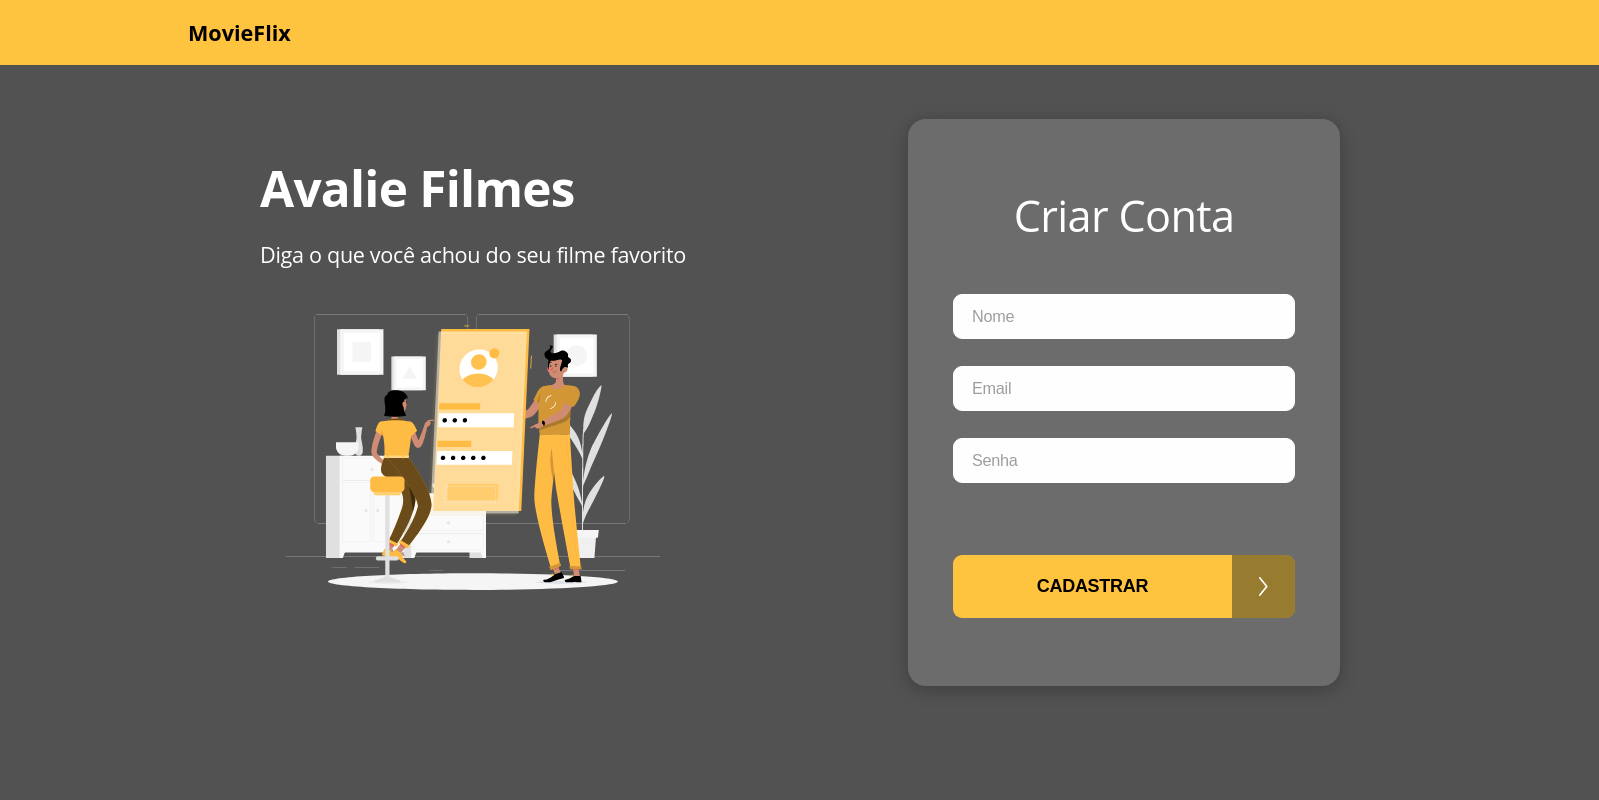 MovieFlix
Avalie Filmes
Diga o que você achou do seu filme favorito
Criar Conta
Nome
Email
Senha
CADASTRAR